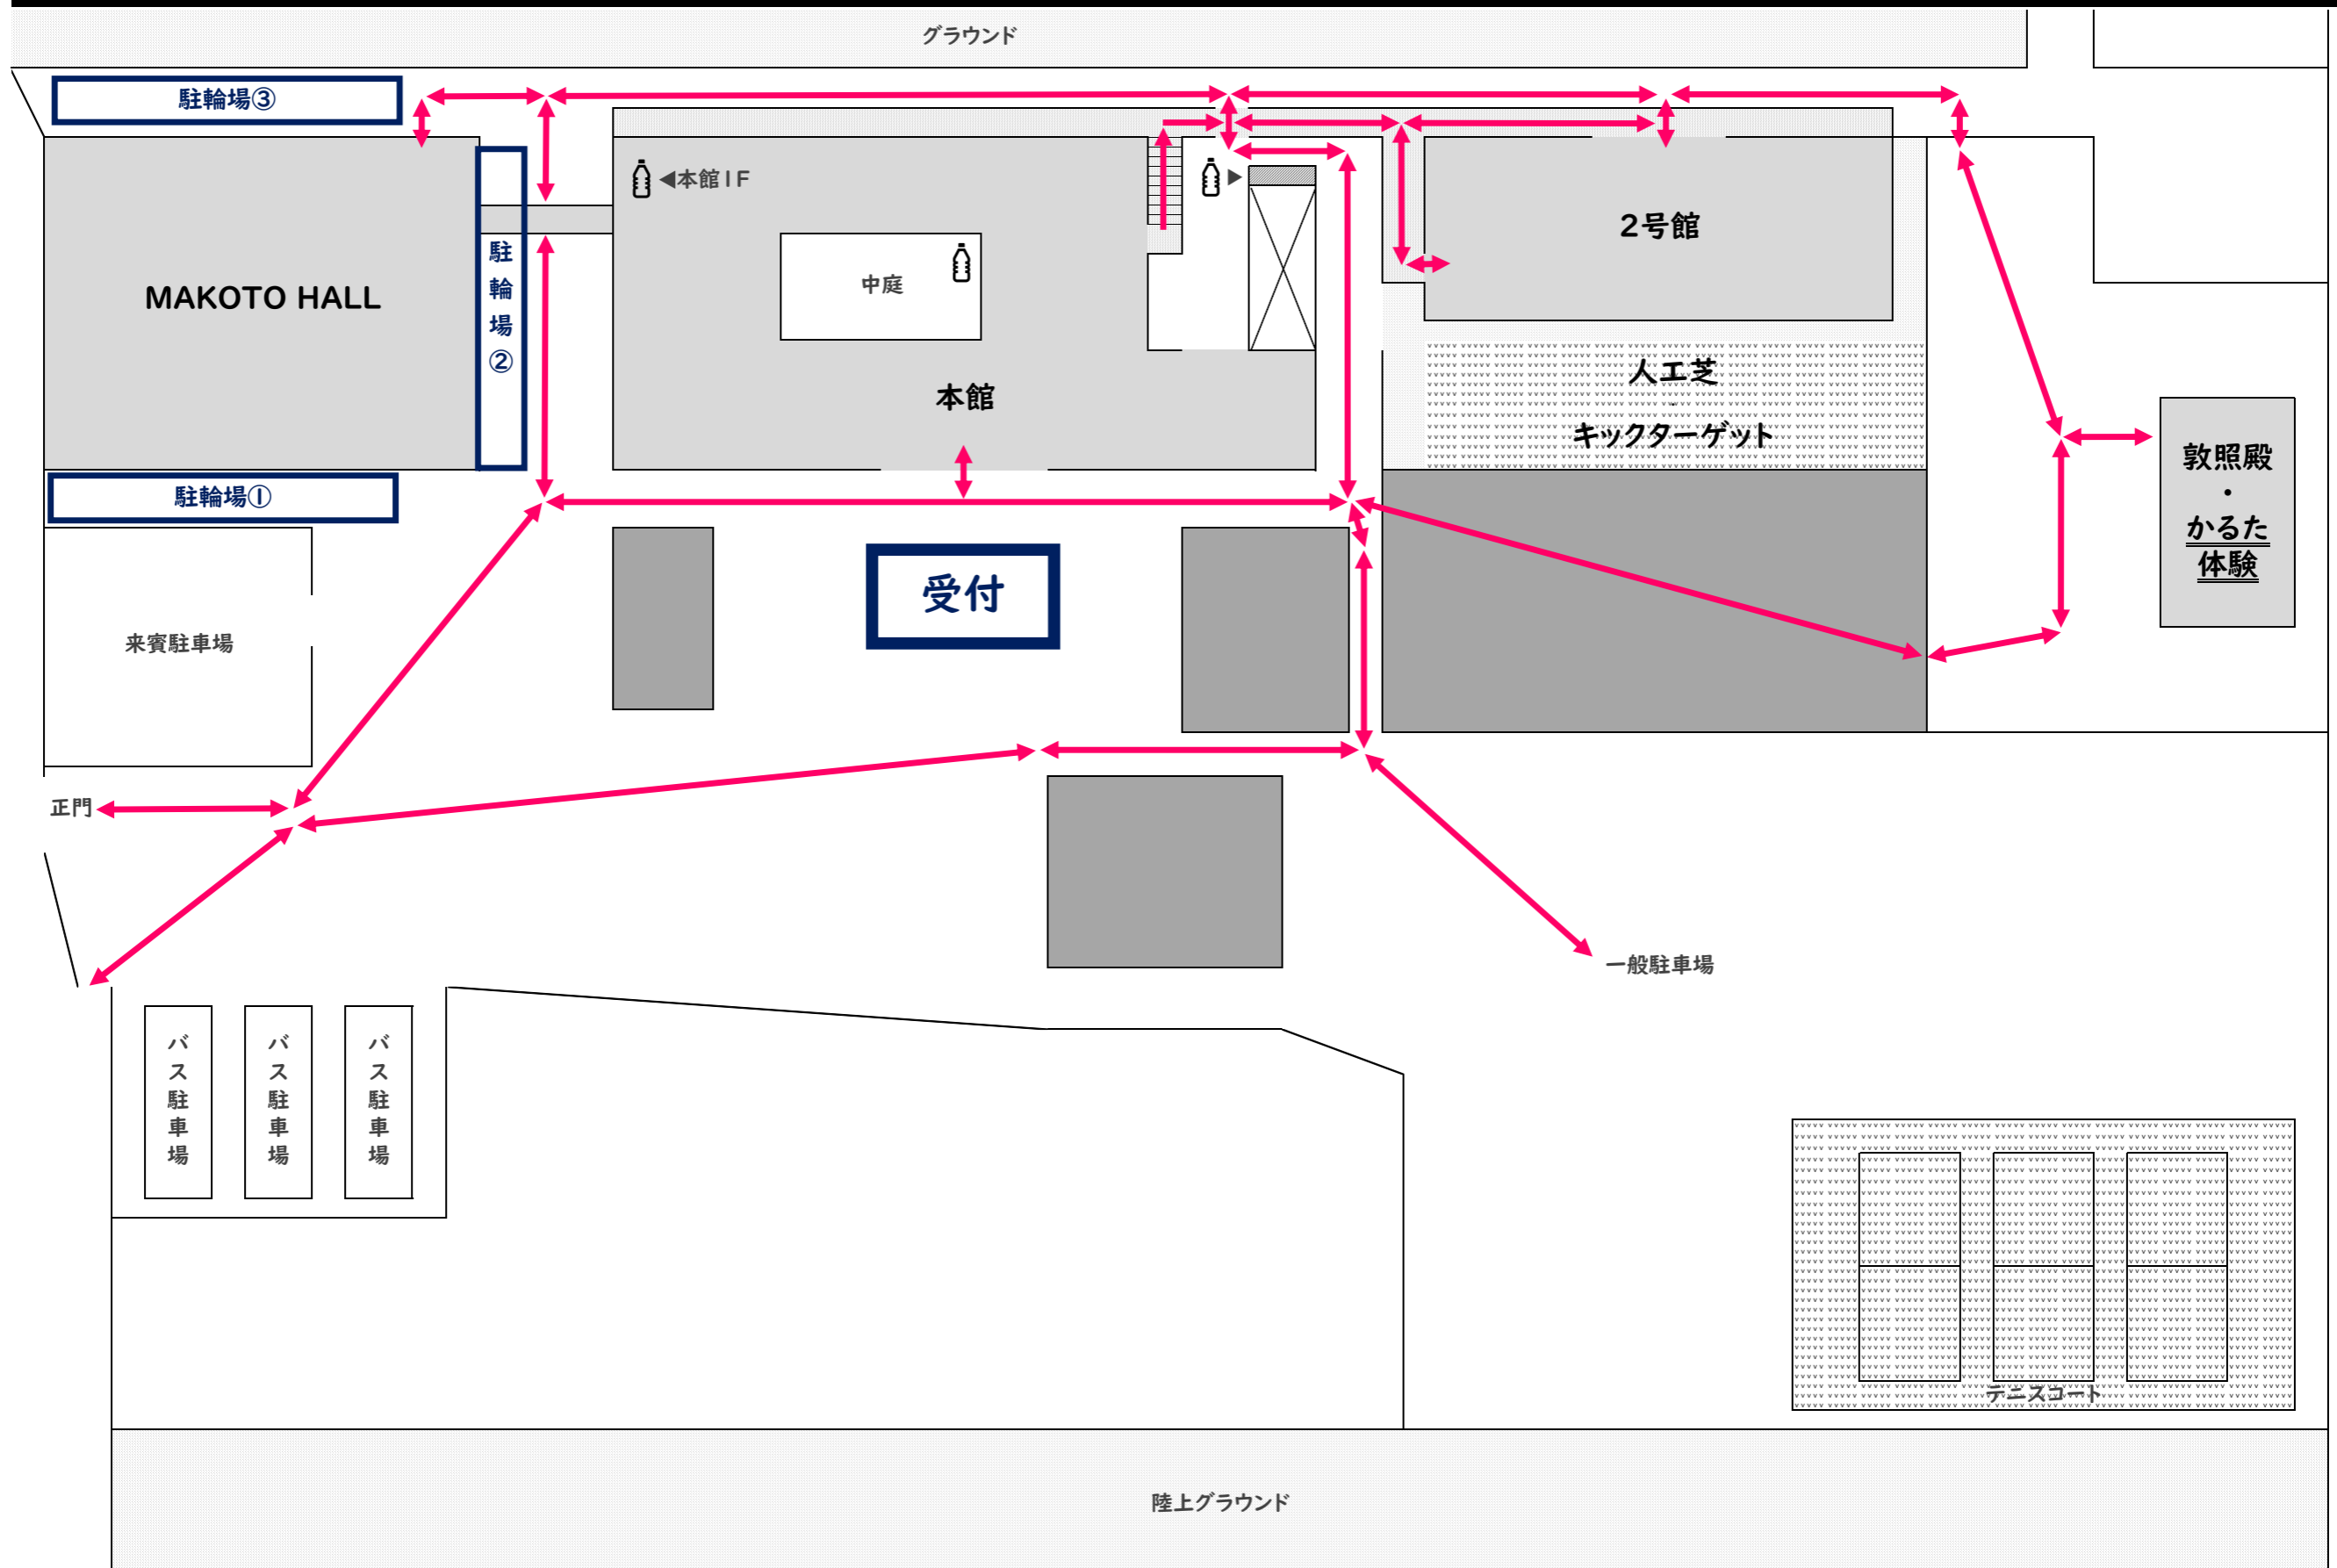 グラウンド
駐輪場③
◀本館1F
▶
2号館
駐輪場②
MAKOTO HALL
中庭
人工芝
・
キックターゲット
本館
敦照殿
・
かるた
体験
駐輪場①
受付
来賓駐車場
正門
一般駐車場
バス駐車場
バス駐車場
バス駐車場
テニスコート
陸上グラウンド